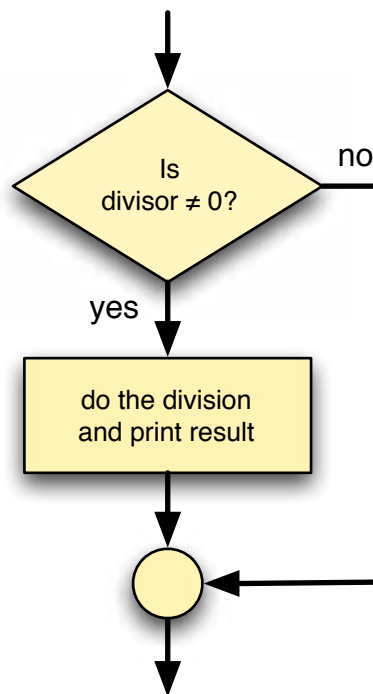 Is
divisor ≠ 0?
no
yes
do the division
and print result